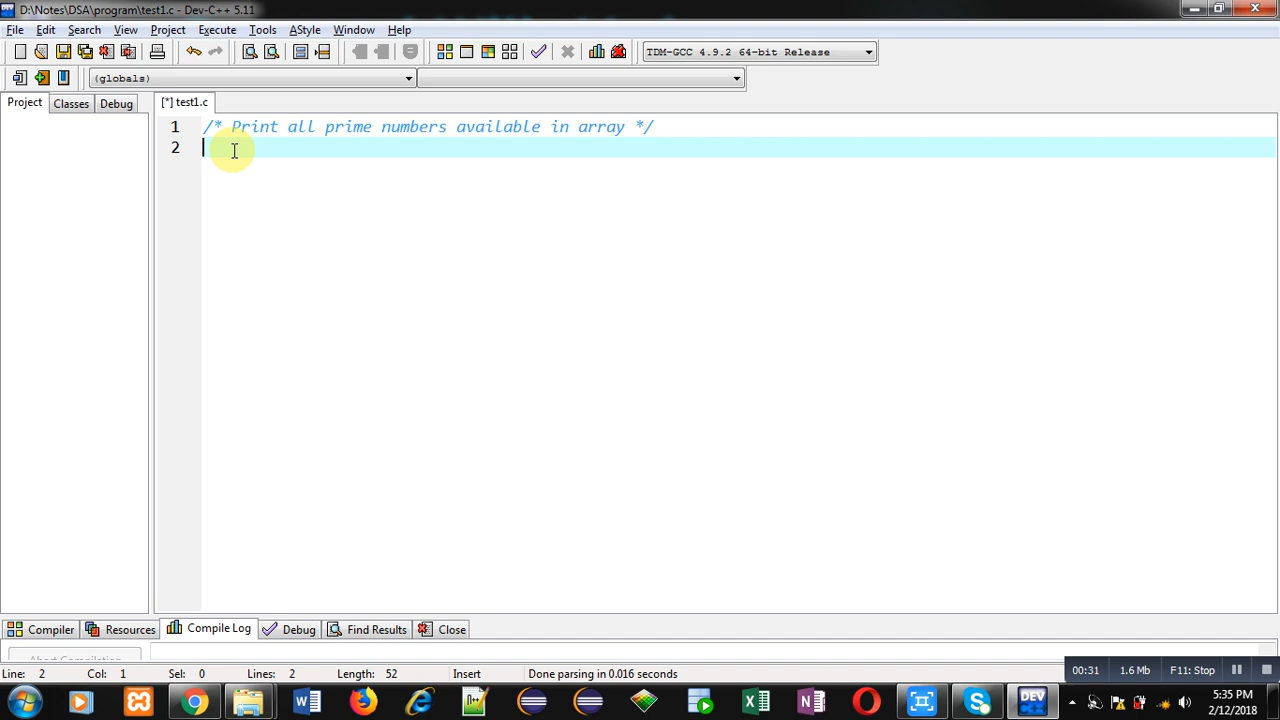 D:\Notes\DSA\program\test1.c - Dev-C++ 5.11
File Edit Search View Project Execute Tools AStyle Window Help
TDM-GCC 4.9.2 64-bit Release
(globals)
Project Classes Debug [*] test1.c
1 /* Print all prime numbers available in array */
2
Compiler Resources Compile Log Debug Find Results Close
Abort Compilation
Line: 2 Col: 1 Sel: 0 Lines: 2 Length: 52 Insert Done parsing in 0.016 seconds
00:31 1.6 Mb F11: Stop
DEV
5:35 PM
2/12/2018